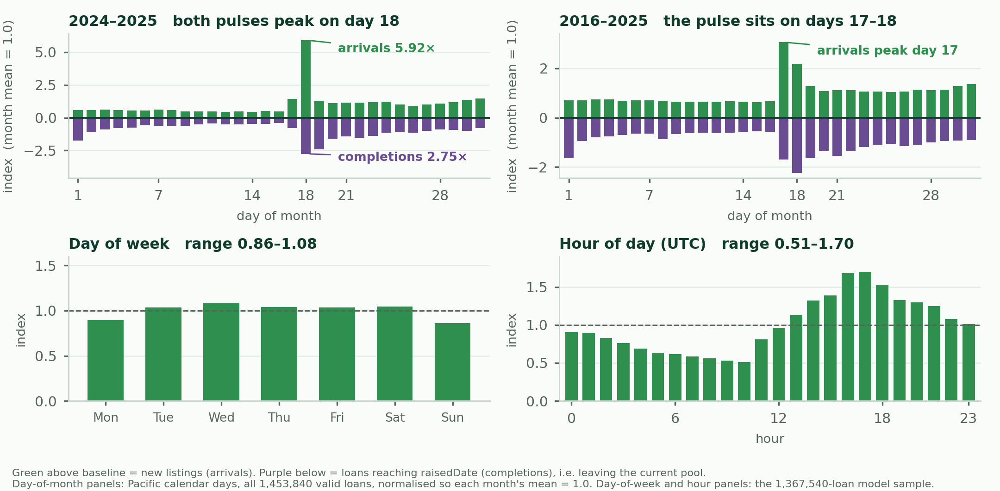 2024–2025   both pulses peak on day 18
index  (month mean = 1.0)
5.0
2.5
0.0
−2.5
arrivals 5.92×
completions 2.75×
1 7 14 18 21 28
day of month
2016–2025   the pulse sits on days 17–18
index  (month mean = 1.0)
2
0
−2
arrivals peak day 17
1 7 14 18 21 28
day of month
Day of week   range 0.86–1.08
index
1.5
1.0
0.5
0.0
Mon Tue Wed Thu Fri Sat Sun
Hour of day (UTC)   range 0.51–1.70
index
1.5
1.0
0.5
0.0
0 6 12 18 23
hour
Green above baseline = new listings (arrivals). Purple below = loans reaching raisedDate (completions), i.e. leaving the current pool.
Day-of-month panels: Pacific calendar days, all 1,453,840 valid loans, normalised so each month's mean = 1.0. Day-of-week and hour panels: the 1,367,540-loan model sample.